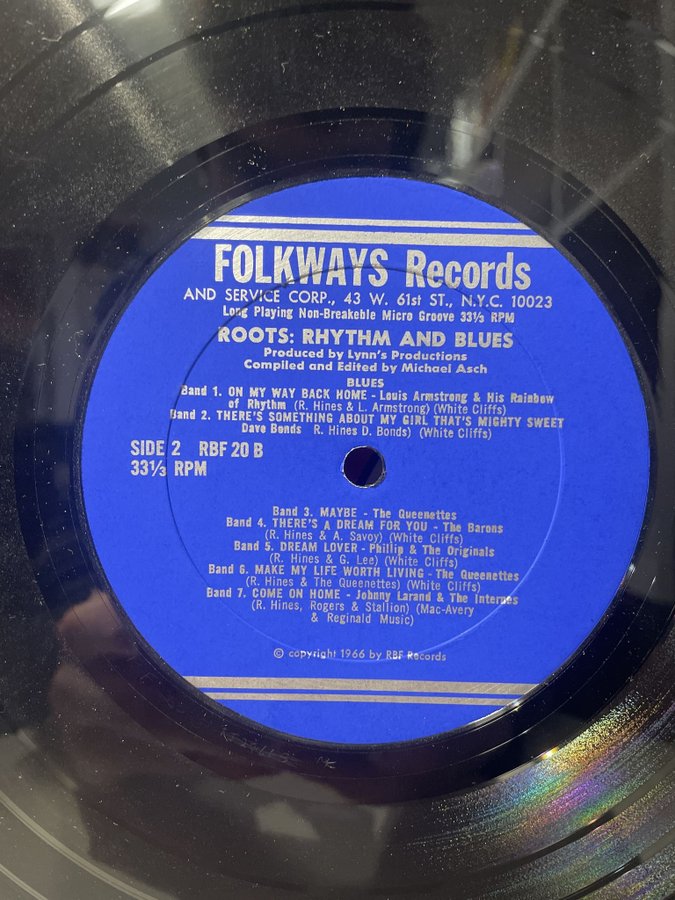 FOLKWAYS Records
AND SERVICE CORP., 43 W. 61st ST., N.Y.C. 10023
Long Playing Non-Breakeble Micro Groove 33⅓ RPM
ROOTS: RHYTHM AND BLUES
Produced by Lynn's Productions
Compiled and Edited by Michael Asch
BLUES
Band 1. ON MY WAY BACK HOME - Louis Armstrong & His Rainbow
of Rhythm (R. Hines & L. Armstrong) (White Cliffs)
Band 2. THERE'S SOMETHING ABOUT MY GIRL THAT'S MIGHTY SWEET
Dave Bonds R. Hines D. Bonds) (White Cliffs)
SIDE 2 RBF 20 B
33⅓ RPM
Band 3. MAYBE - The Queenettes
Band 4. THERE'S A DREAM FOR YOU - The Barons
(R. Hines & A. Savoy) (White Cliffs)
Band 5. DREAM LOVER - Phillip & The Originals
(R. Hines & G. Lee) (White Cliffs)
Band 6. MAKE MY LIFE WORTH LIVING - The Queenettes
(R. Hines & The Queenettes) (White Cliffs)
Band 7. COME ON HOME - Johnny Larand & The Internes
(R. Hines, Rogers & Stallion) (Mac-Avery
& Reginald Music)
© copyright 1966 by RBF Records